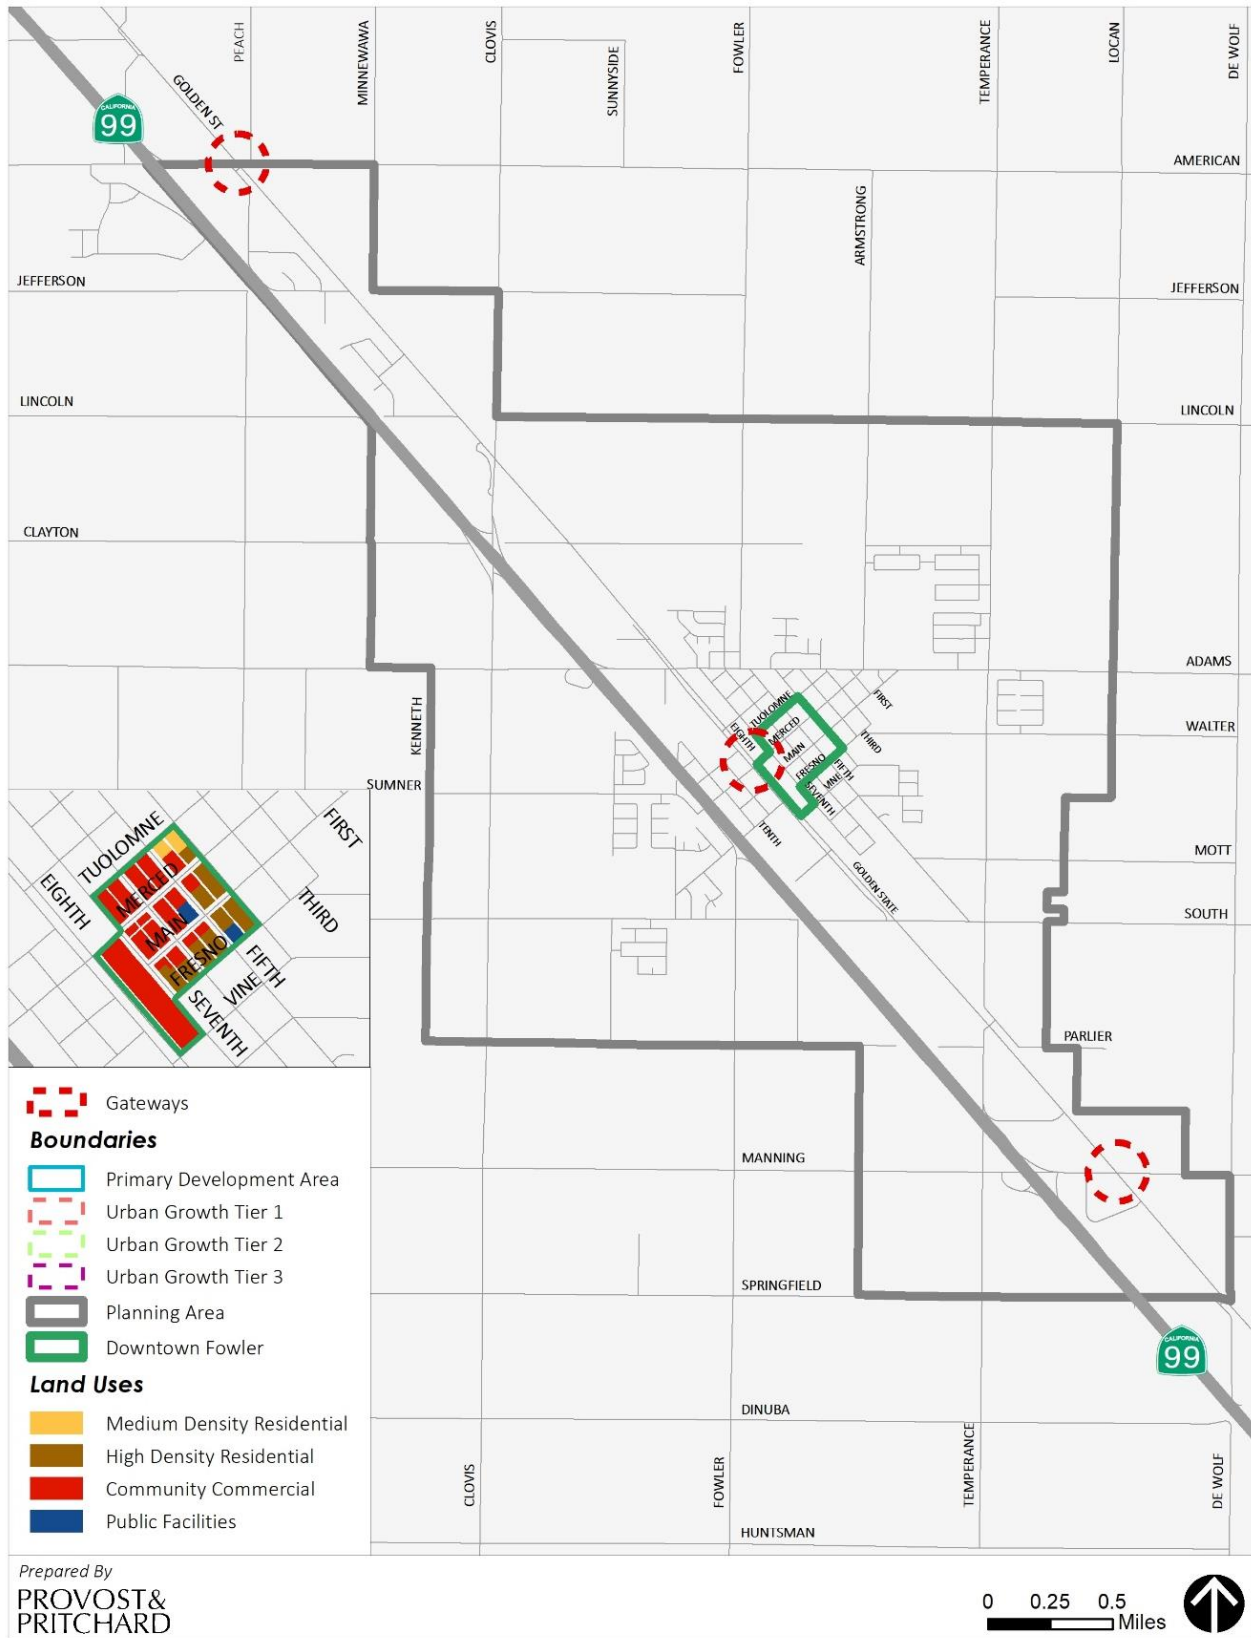 PEACH
MINNEWAWA
CLOVIS
SUNNYSIDE
FOWLER
TEMPERANCE
LOCAN
DE WOLF
GOLDEN ST
CALIFORNIA
99
AMERICAN
ARMSTRONG
JEFFERSON
JEFFERSON
LINCOLN
LINCOLN
CLAYTON
ADAMS
KENNETH
TUOLOMNE
FIRST
EIGHTH
MERCED
WALTER
MAIN
THIRD
FRESNO
FIFTH
SUMNER
VINE
SEVENTH
TENTH
MOTT
GOLDEN STATE
SOUTH
TUOLOMNE
FIRST
EIGHTH
MERCED
THIRD
MAIN
FRESNO
FIFTH
VINE
SEVENTH
PARLIER
MANNING
SPRINGFIELD
CALIFORNIA
99
DINUBA
CLOVIS
FOWLER
TEMPERANCE
DE WOLF
HUNTSMAN
Gateways
Boundaries
Primary Development Area
Urban Growth Tier 1
Urban Growth Tier 2
Urban Growth Tier 3
Planning Area
Downtown Fowler
Land Uses
Medium Density Residential
High Density Residential
Community Commercial
Public Facilities
Prepared By
PROVOST&
PRITCHARD
0 0.25 0.5
Miles